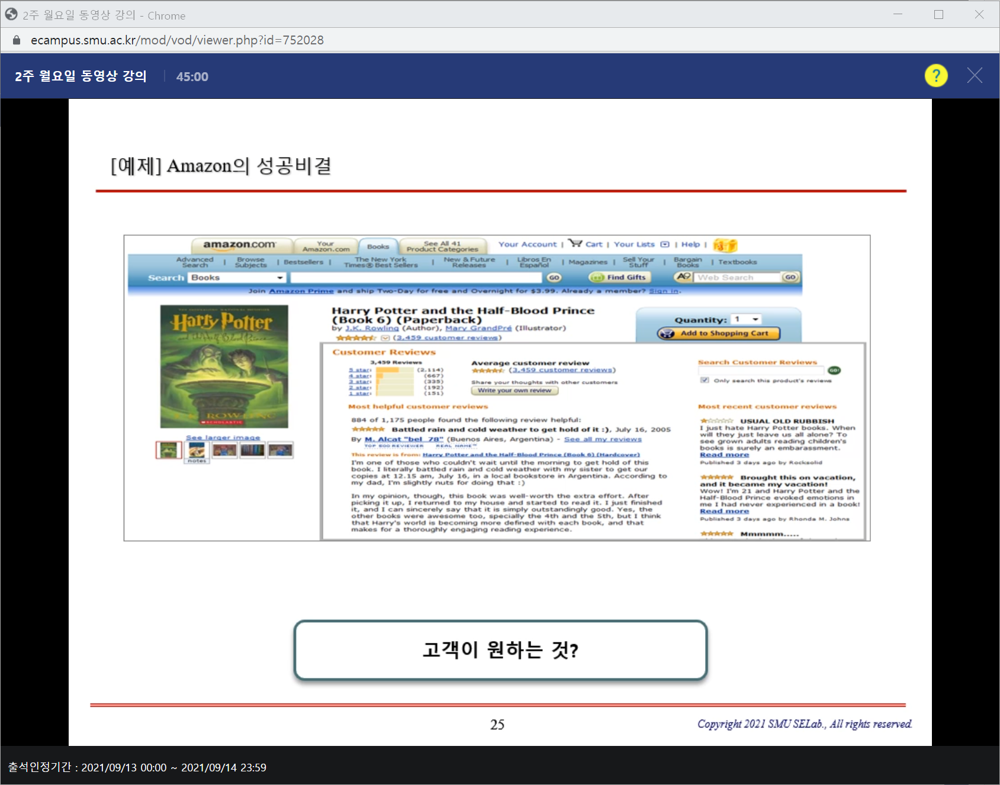 2주 월요일 동영상 강의 - Chrome
ecampus.smu.ac.kr/mod/vod/viewer.php?id=752028
2주 월요일 동영상 강의 45:00
?
[예제] Amazon의 성공비결
amazon.com Your Amazon.com Books See All 41 Product Categories Your Account | Cart | Your Lists | Help |
Advanced Search | Browse Subjects | Bestsellers | The New York Times® Best Sellers | New & Future Releases | Libros En Español | Magazines | Sell Your Stuff | Bargain Books | Textbooks
Search Books GO Find Gifts A9 Web Search GO
Join Amazon Prime and ship Two-Day for free and Overnight for $3.99. Already a member? Sign in.
Harry Potter
and the Half-Blood Prince
J. K. ROWLING
SCHOLASTIC
See larger image
notes
Harry Potter and the Half-Blood Prince
(Book 6) (Paperback)
by J.K. Rowling (Author), Mary GrandPré (Illustrator)
(3,459 customer reviews)
Quantity: 1
Add to Shopping Cart
Customer Reviews
3,459 Reviews
5 star: (2,114)
4 star: (667)
3 star: (335)
2 star: (192)
1 star: (151)
Average customer review
(3,459 customer reviews)
Share your thoughts with other customers
Write your own review
Search Customer Reviews
GO!
Only search this product's reviews
Most helpful customer reviews
884 of 1,175 people found the following review helpful:
Battled rain and cold weather to get hold of it :), July 16, 2005
By M. Alcat "bel_78" (Buenos Aires, Argentina) - See all my reviews
TOP 500 REVIEWER REAL NAME™
This review is from: Harry Potter and the Half-Blood Prince (Book 6) (Hardcover)
I'm one of those who couldn't wait until the morning to get hold of this
book. I literally battled rain and cold weather with my sister to get our
copies at 12.15 am, July 16, in a local bookstore in Argentina. According to
my dad, I'm slightly nuts for doing that :)
In my opinion, though, this book was well-worth the extra effort. After
picking it up, I returned to my house and started to read it. I just finished
it, and I can sincerely say that it is simply outstandingly good. Yes, the
other books were awesome too, specially the 4th and the 5th, but I think
that Harry's world is becoming more defined with each book, and that
makes for a thoroughly engaging reading experience.
Most recent customer reviews
USUAL OLD RUBBISH
I just hate Harry Potter books. When
will they just leave us all alone? To
see grown adults reading children's
books is surely an embarassment.
Read more
Published 3 days ago by Rocksolid
Brought this on vacation,
and it became my vacation!
Wow! I'm 21 and Harry Potter and the
Half-Blood Prince evoked emotions in
me I had never experienced in a book!
Read more
Published 3 days ago by Rhonda M. Johns
Mmmmm.....
고객이 원하는 것?
25
Copyright 2021 SMU SELab., All rights reserved.
출석인정기간 : 2021/09/13 00:00 ~ 2021/09/14 23:59